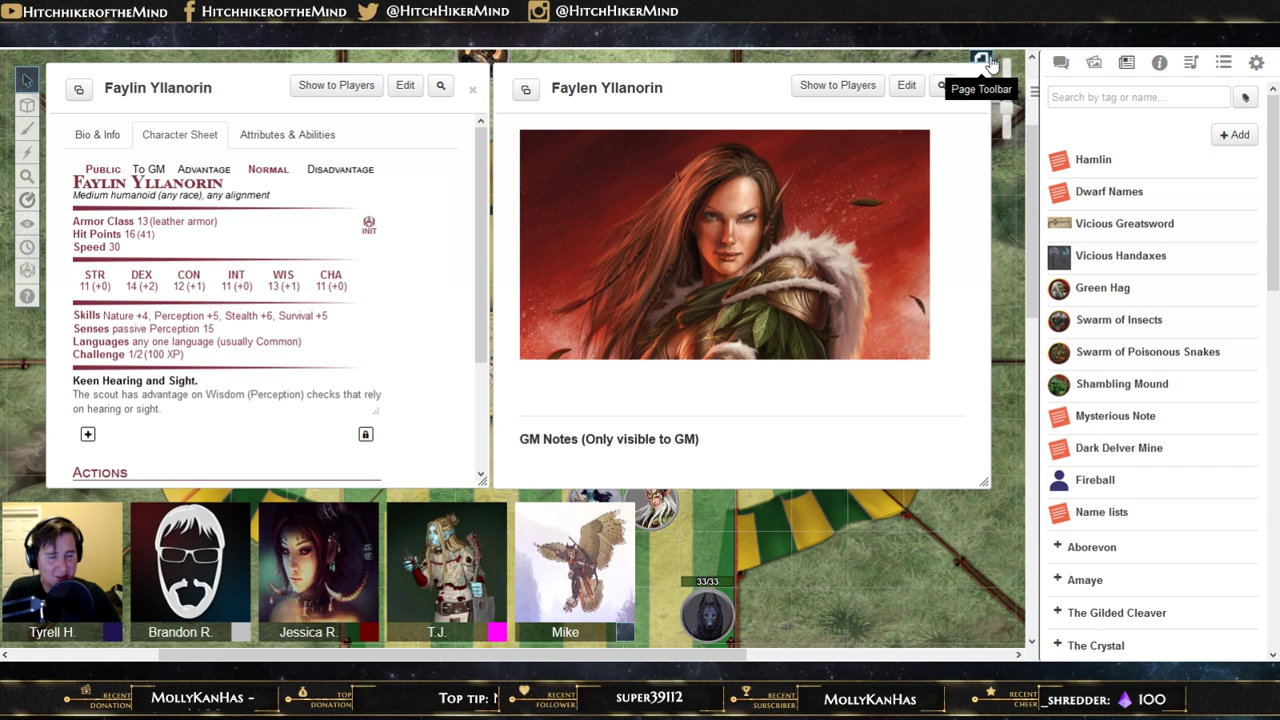 HitchhikeroftheMind
HitchhikeroftheMind
@HitchHikerMind
@HitchHikerMind
Page Toolbar
Faylin Yllanorin
Show to Players
Edit
Bio & Info
Character Sheet
Attributes & Abilities
Public To GM Advantage Normal Disadvantage
Faylin Yllanorin
Medium humanoid (any race), any alignment
Armor Class 13 (leather armor)
Hit Points 16 (41)
Speed 30
INIT
STR DEX CON INT WIS CHA
11 (+0) 14 (+2) 12 (+1) 11 (+0) 13 (+1) 11 (+0)
Skills Nature +4, Perception +5, Stealth +6, Survival +5
Senses passive Perception 15
Languages any one language (usually Common)
Challenge 1/2 (100 XP)
Keen Hearing and Sight.
The scout has advantage on Wisdom (Perception) checks that rely
on hearing or sight.
Actions
Faylen Yllanorin
Show to Players
Edit
GM Notes (Only visible to GM)
Search by tag or name…
Add
Hamlin
Dwarf Names
Vicious Greatsword
Vicious Handaxes
Green Hag
Swarm of Insects
Swarm of Poisonous Snakes
Shambling Mound
Mysterious Note
Dark Delver Mine
Fireball
Name lists
Aborevon
Amaye
The Gilded Cleaver
The Crystal
33/33
Tyrell H.
Brandon R.
Jessica R.
T.J.
Mike
Recent
Donation
MollyKanHas -
Top
Donation
Top tip:
Recent
Follower
super39112
Recent
Subscriber
MollyKanHas
Recent
Cheer
_shredder: 100